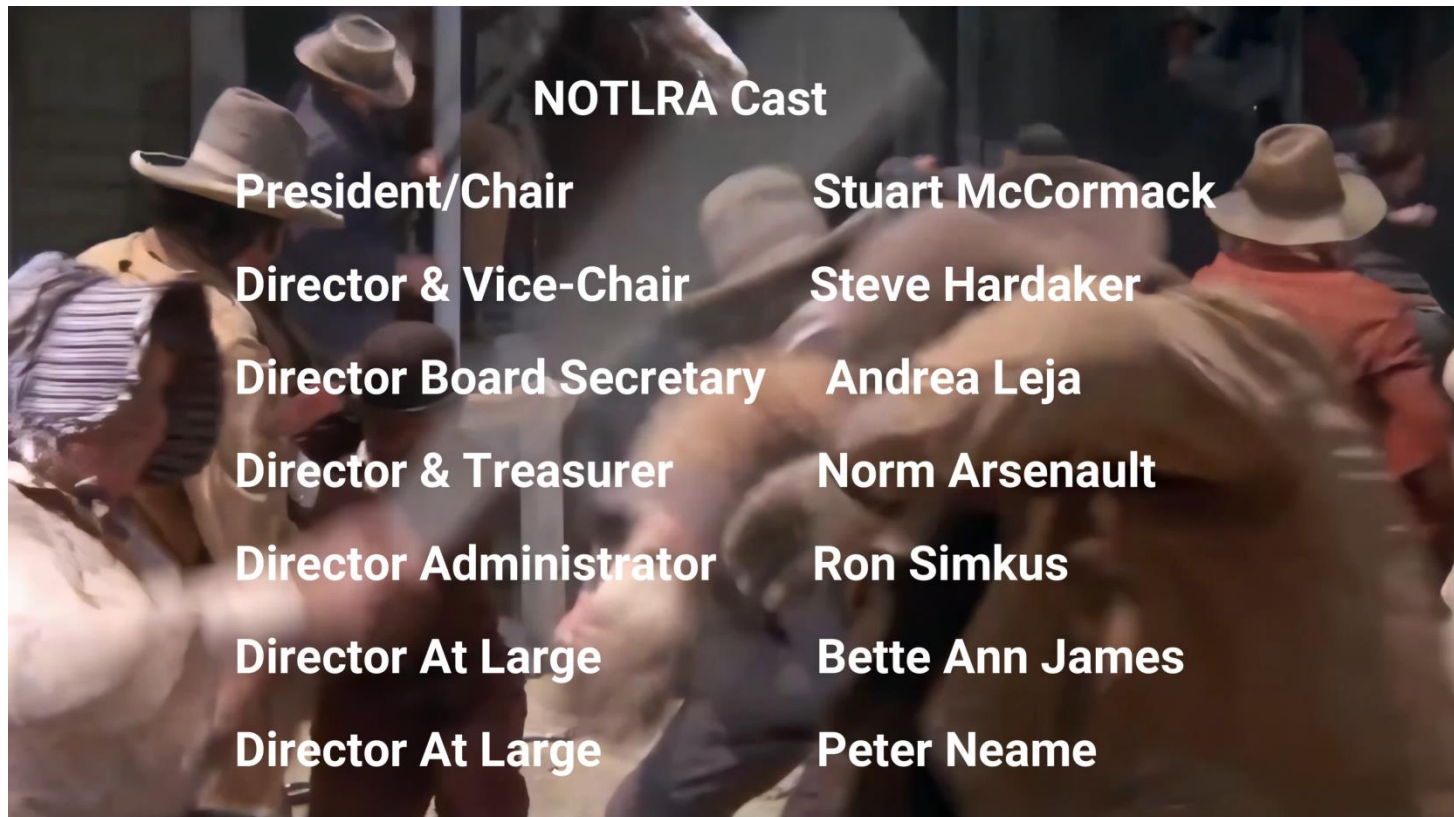 NOTLRA Cast
President/Chair Stuart McCormack
Director & Vice-Chair Steve Hardaker
Director Board Secretary Andrea Leja
Director & Treasurer Norm Arsenault
Director Administrator Ron Simkus
Director At Large Bette Ann James
Director At Large Peter Neame